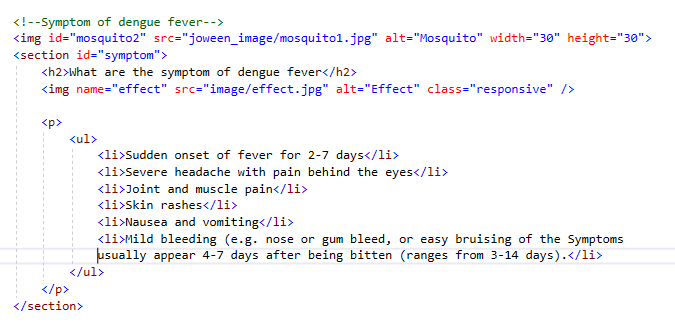 <!--Symptom of dengue fever-->
<img id="mosquito2" src="joween_image/mosquito1.jpg" alt="Mosquito" width="30" height="30">
<section id="symptom">
<h2>What are the symptom of dengue fever</h2>
<img name="effect" src="image/effect.jpg" alt="Effect" class="responsive" />
<p>
<ul>
<li>Sudden onset of fever for 2-7 days</li>
<li>Severe headache with pain behind the eyes</li>
<li>Joint and muscle pain</li>
<li>Skin rashes</li>
<li>Nausea and vomiting</li>
<li>Mild bleeding (e.g. nose or gum bleed, or easy bruising of the Symptoms
usually appear 4-7 days after being bitten (ranges from 3-14 days).</li>
</ul>
</p>
</section>